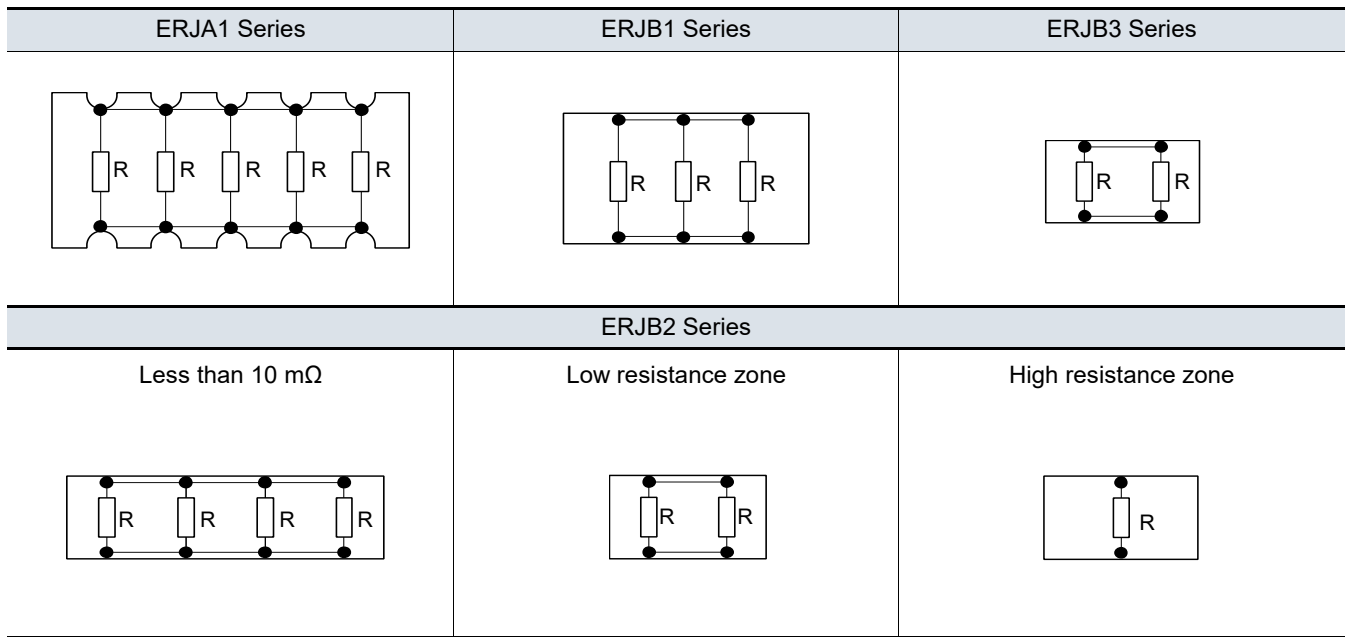 ERJA1 Series
ERJB1 Series
ERJB3 Series
R R R R R
R R R
R R
ERJB2 Series
Less than 10 mΩ
Low resistance zone
High resistance zone
R R R R
R R
R